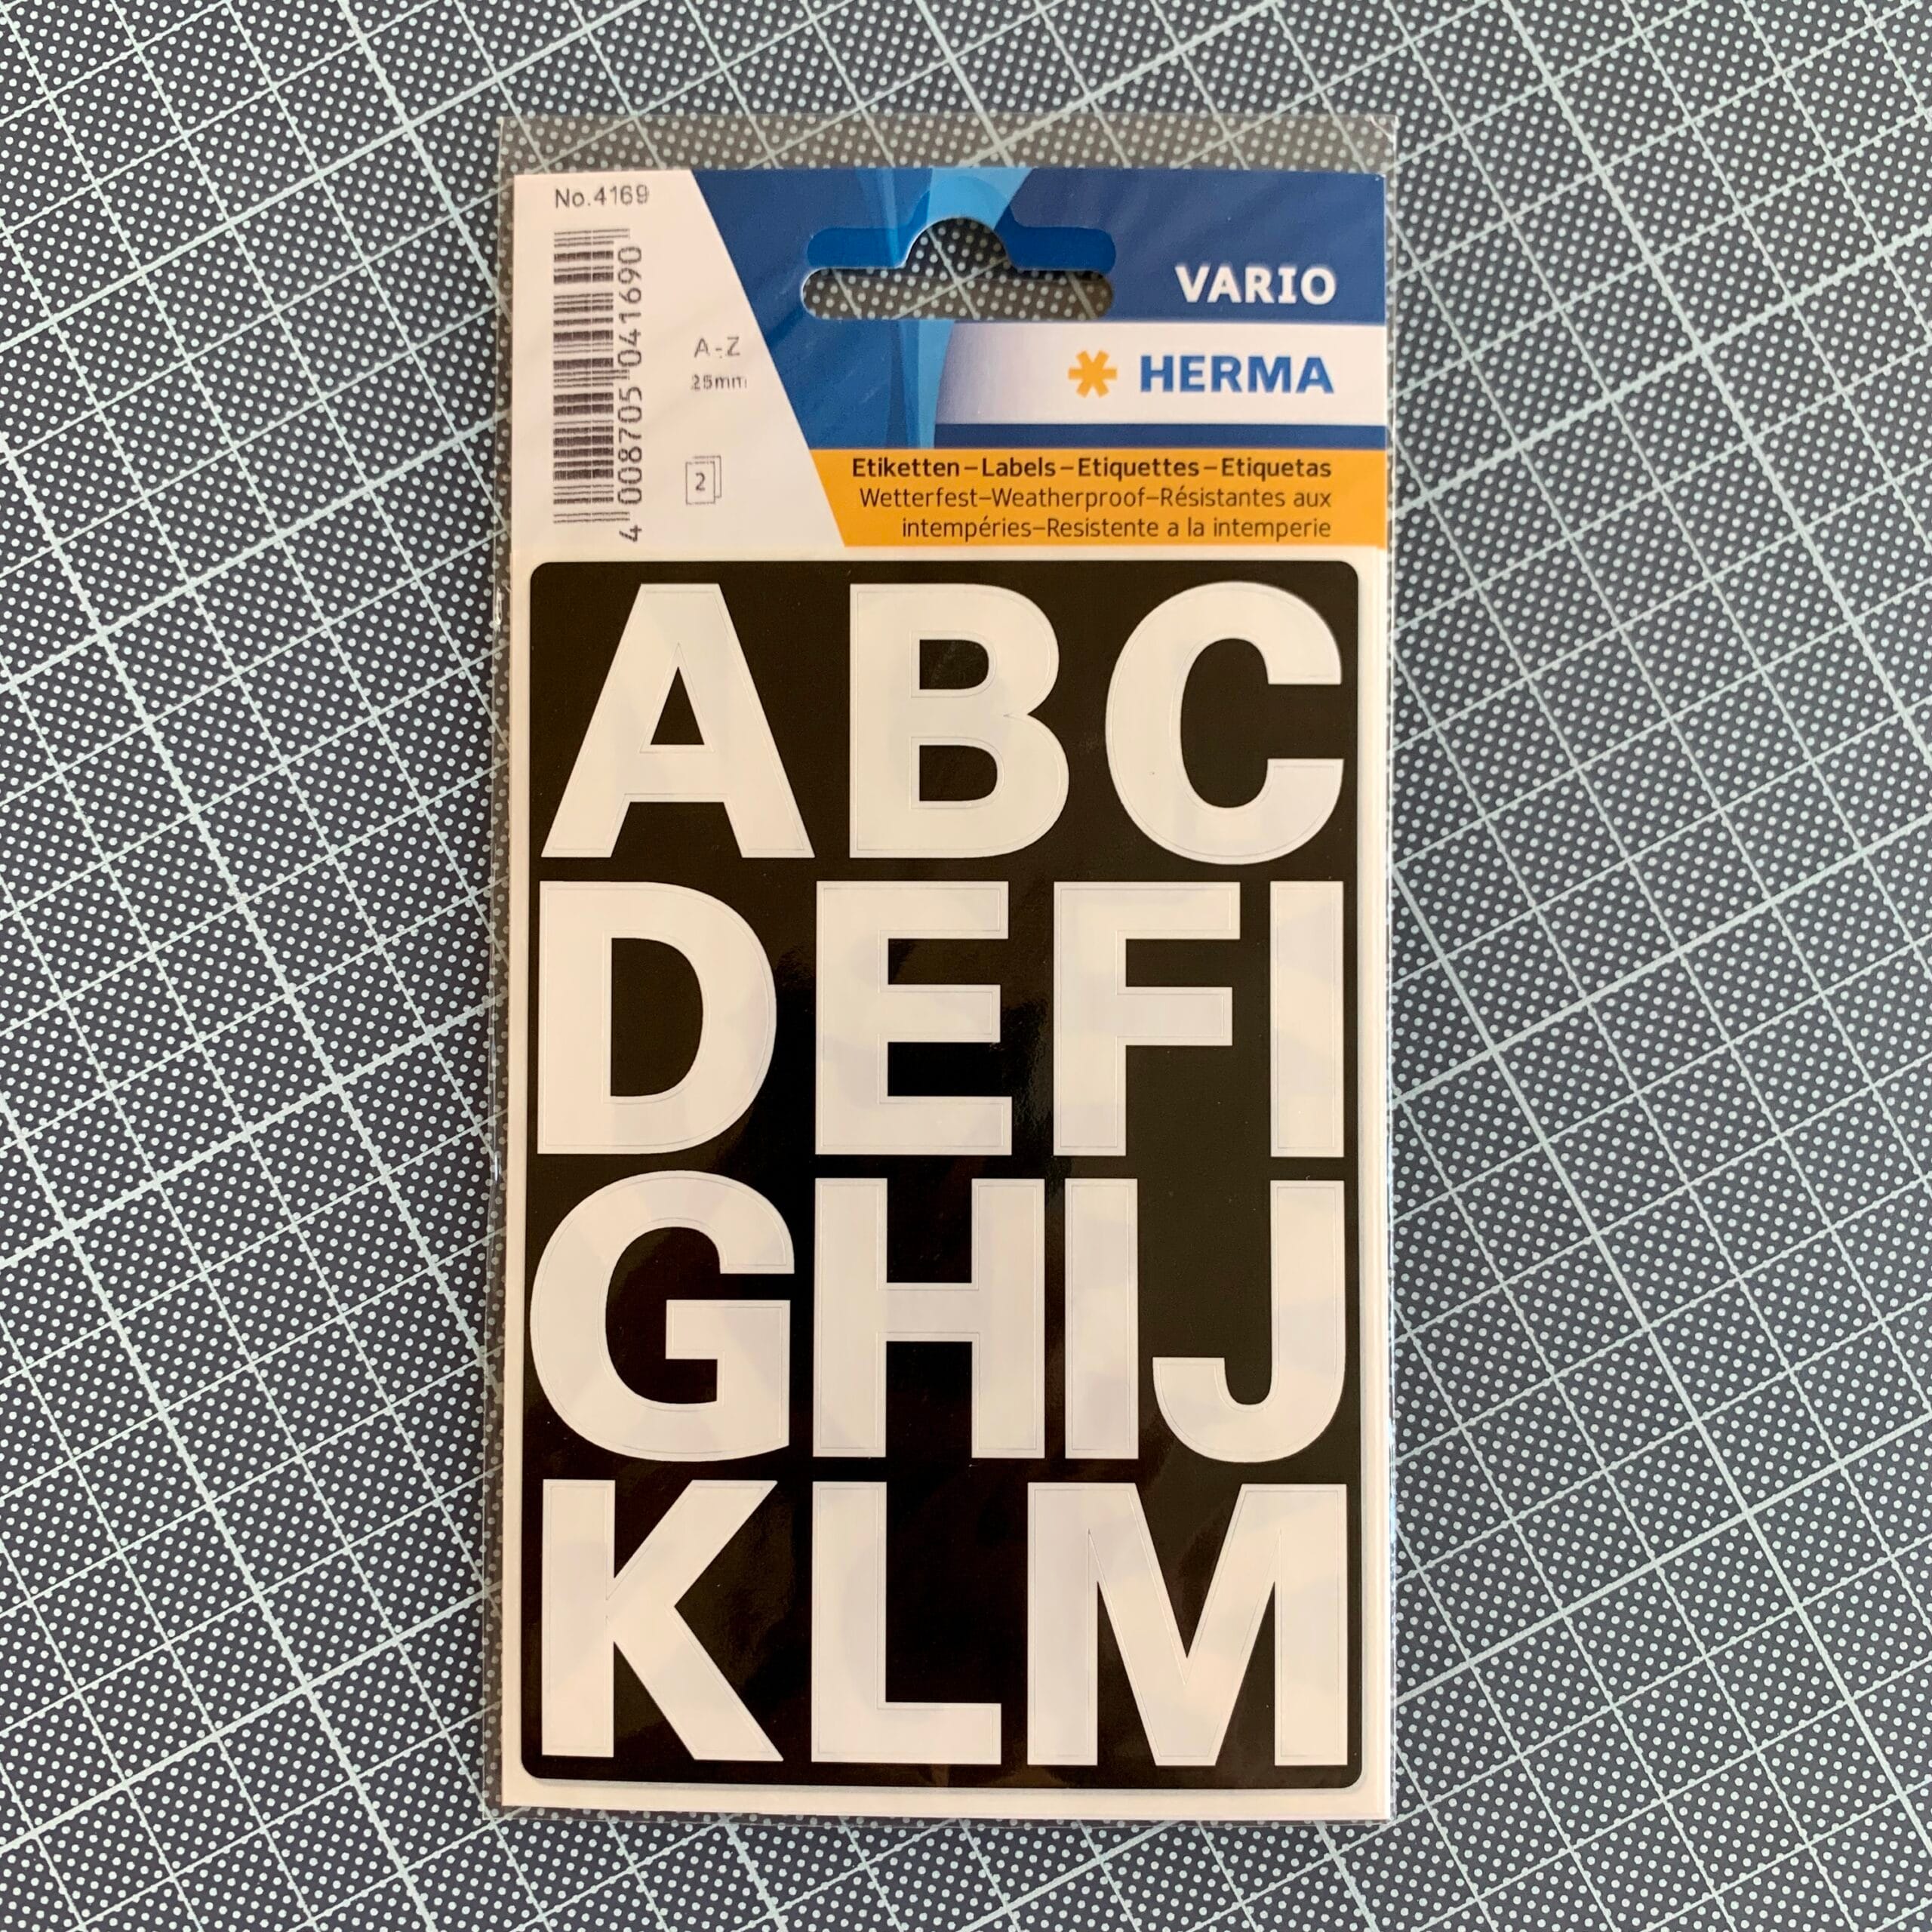 No.4169
4 008705 041690
A-Z
25mm
2
VARIO
HERMA
Etiketten–Labels–Etiquettes–Etiquetas
Wetterfest–Weatherproof–Résistantes aux
intempéries–Resistente a la intemperie
ABC
DEFI
GHIJ
KLM